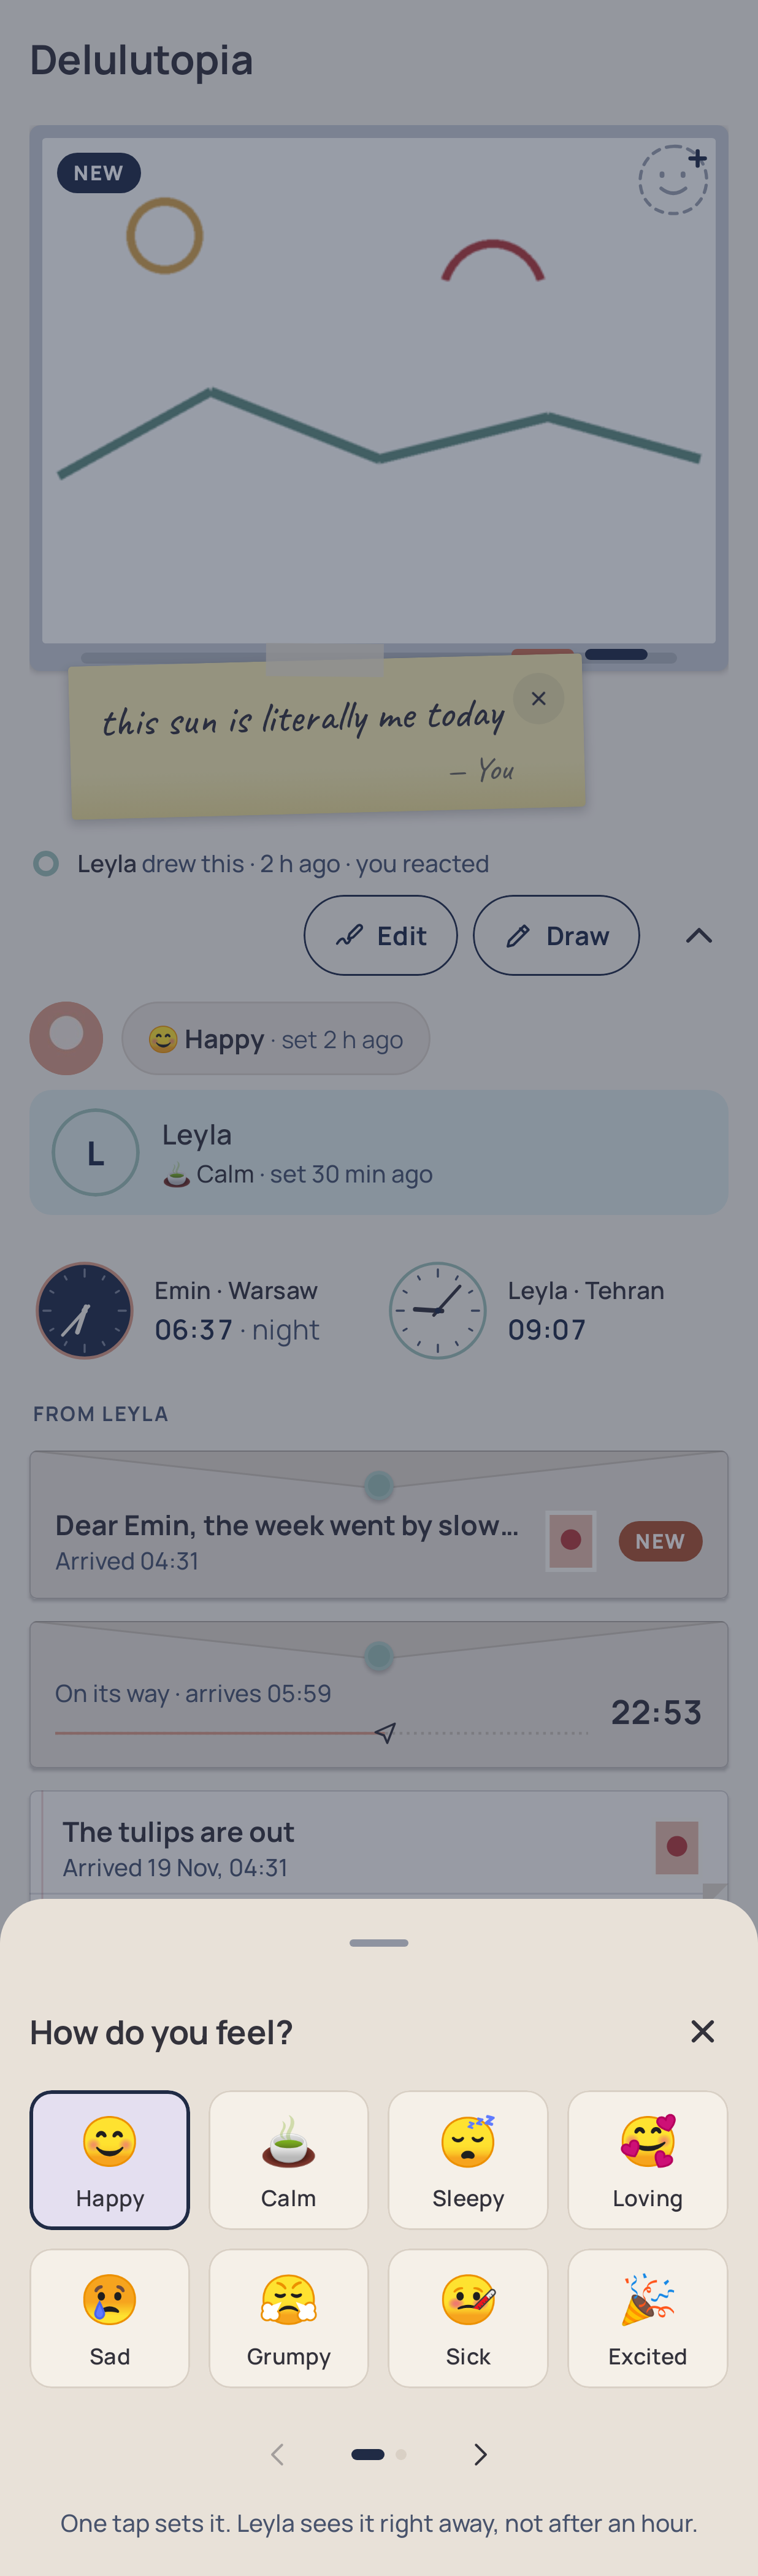 Delulutopia
NEW
this sun is literally me today
– You
Leyla drew this · 2 h ago · you reacted
Edit
Draw
😊 Happy · set 2 h ago
L
Leyla
🍵 Calm · set 30 min ago
Emin · Warsaw
06:37 · night
Leyla · Tehran
09:07
FROM LEYLA
Dear Emin, the week went by slow...
Arrived 04:31
NEW
On its way · arrives 05:59
22:53
The tulips are out
Arrived 19 Nov, 04:31
How do you feel?
Happy
Calm
Sleepy
Loving
Sad
Grumpy
Sick
Excited
One tap sets it. Leyla sees it right away, not after an hour.